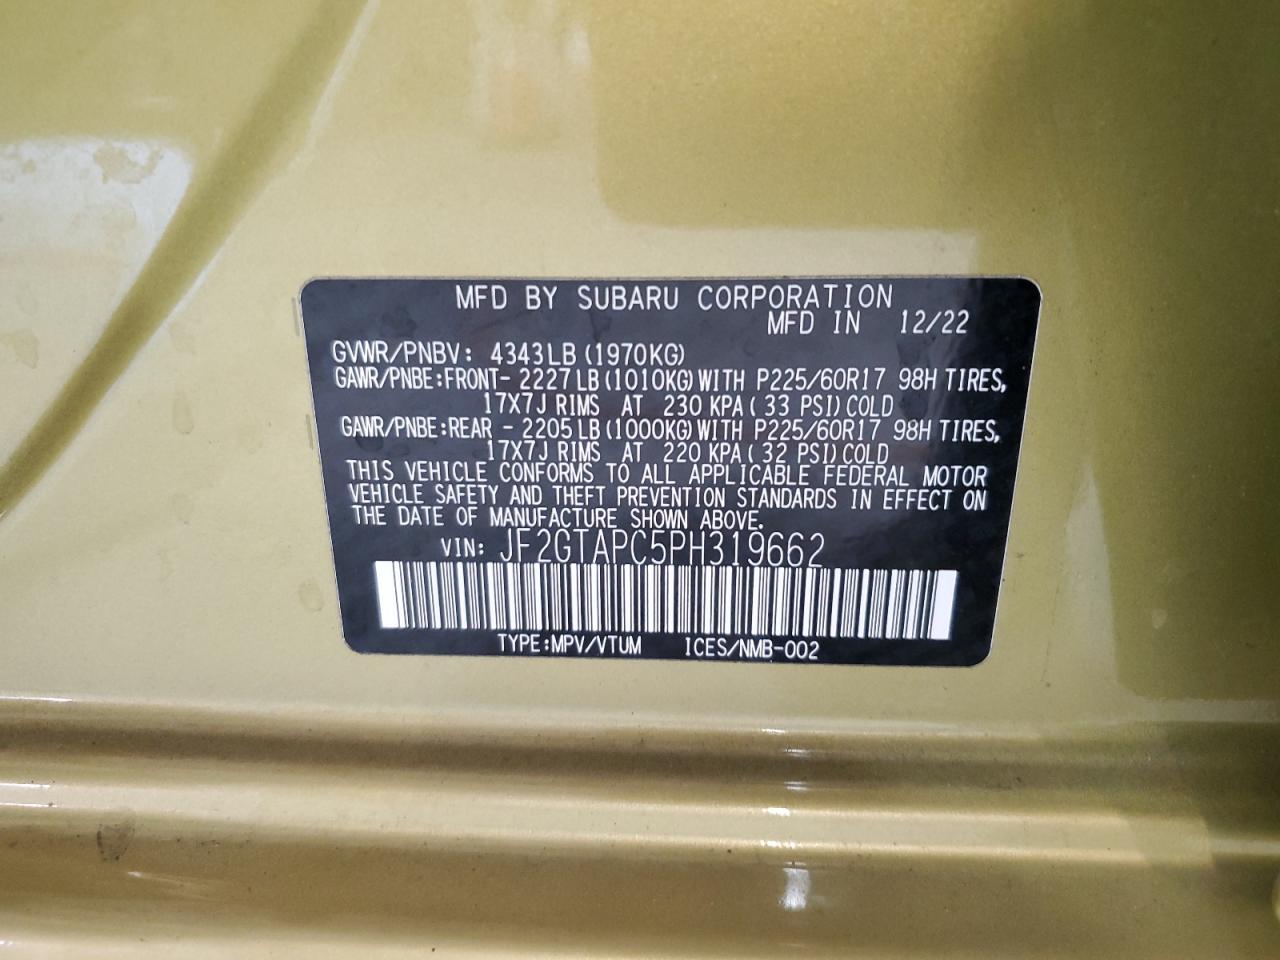 MFD BY SUBARU CORPORATION
MFD IN 12/22
GVWR/PNBV: 4343LB (1970KG)
GAWR/PNBE:FRONT- 2227 LB (1010KG) WITH P225/60R17 98H TIRES,
17X7J RIMS AT 230 KPA ( 33 PSI) COLD
GAWR/PNBE:REAR - 2205 LB (1000KG) WITH P225/60R17 98H TIRES,
17X7J RIMS AT 220 KPA ( 32 PSI) COLD
THIS VEHICLE CONFORMS TO ALL APPLICABLE FEDERAL MOTOR
VEHICLE SAFETY AND THEFT PREVENTION STANDARDS IN EFFECT ON
THE DATE OF MANUFACTURE SHOWN ABOVE.
VIN: JF2GTAPC5PH319662
TYPE:MPV/VTUM ICES/NMB-002